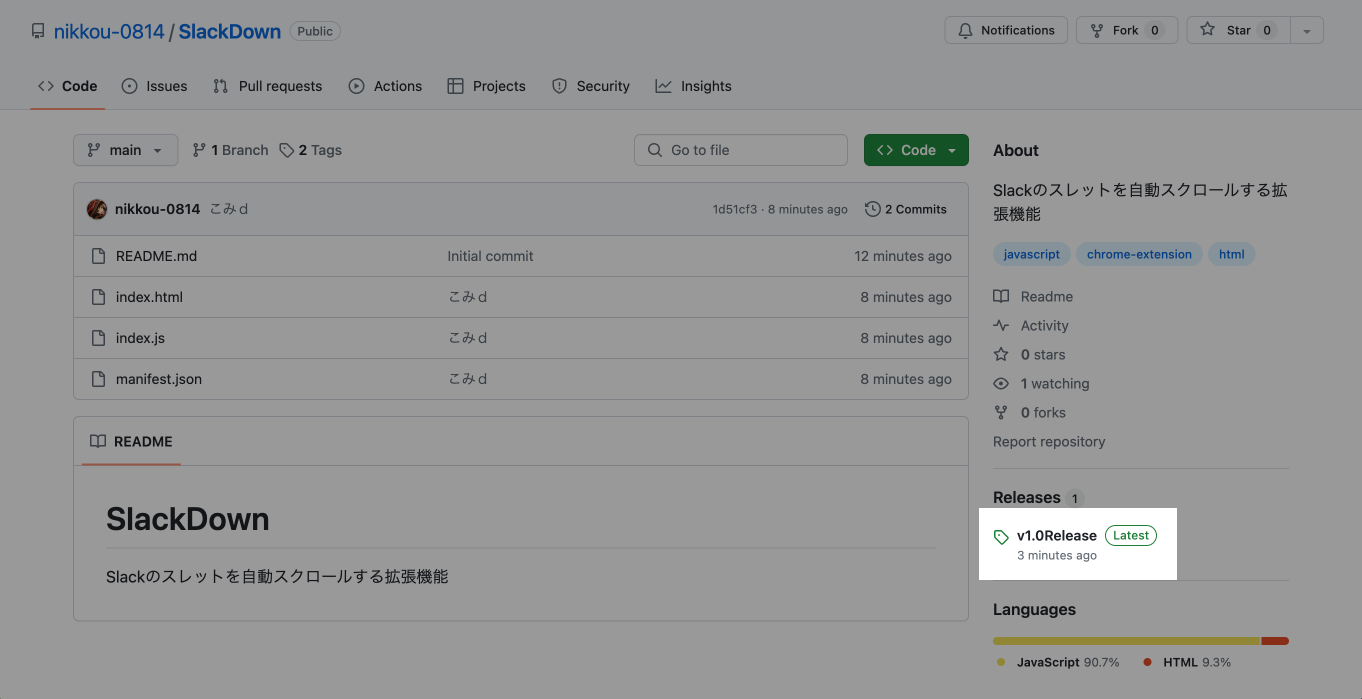 nikkou-0814 / SlackDown Public
Notifications
Fork 0
Star 0
Code
Issues
Pull requests
Actions
Projects
Security
Insights
main
1 Branch
2 Tags
Go to file
Code
nikkou-0814 こみd
1d51cf3 · 8 minutes ago
2 Commits
README.md Initial commit 12 minutes ago
index.html こみd 8 minutes ago
index.js こみd 8 minutes ago
manifest.json こみd 8 minutes ago
README
SlackDown
Slackのスレットを自動スクロールする拡張機能
About
Slackのスレットを自動スクロールする拡
張機能
javascript chrome-extension html
Readme
Activity
0 stars
1 watching
0 forks
Report repository
Releases 1
v1.0Release Latest
3 minutes ago
Languages
JavaScript 90.7% HTML 9.3%